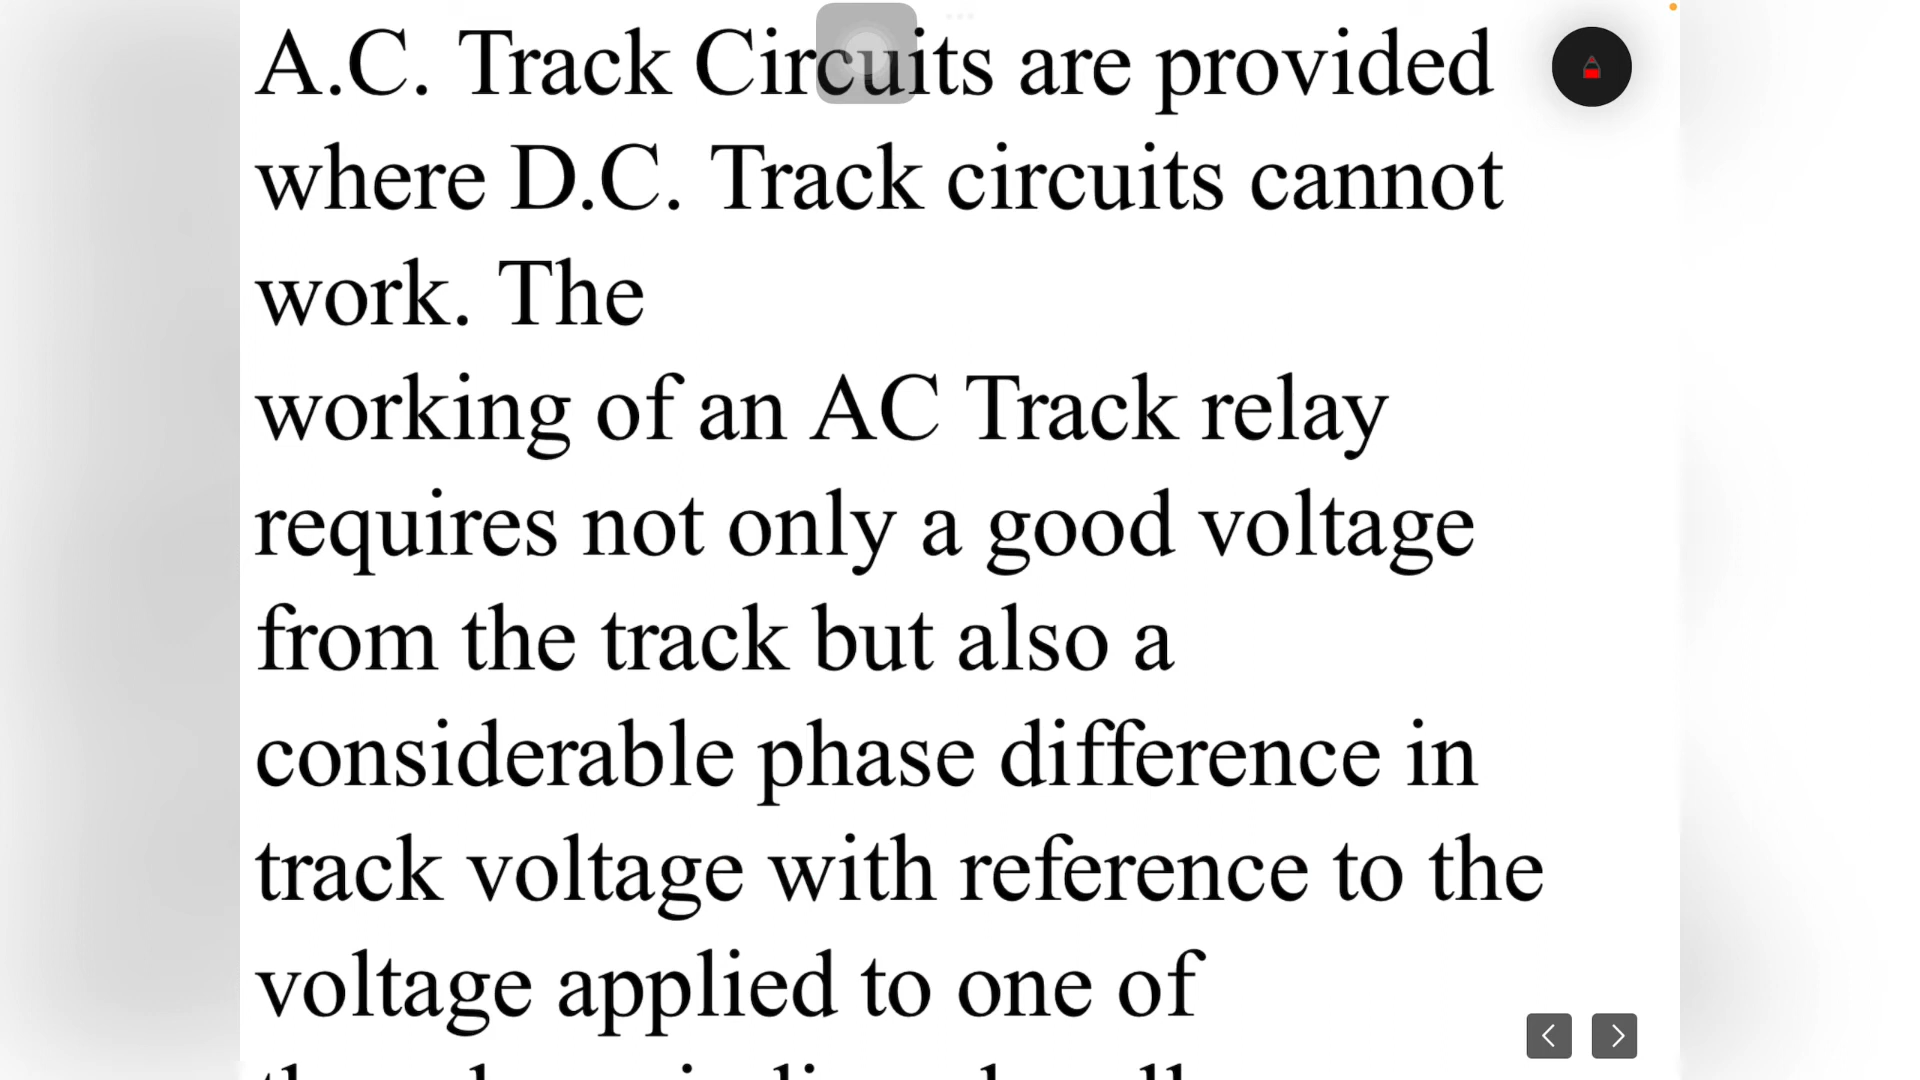 A.C. Track Circuits are provided
where D.C. Track circuits cannot
work. The
working of an AC Track relay
requires not only a good voltage
from the track but also a
considerable phase difference in
track voltage with reference to the
voltage applied to one of